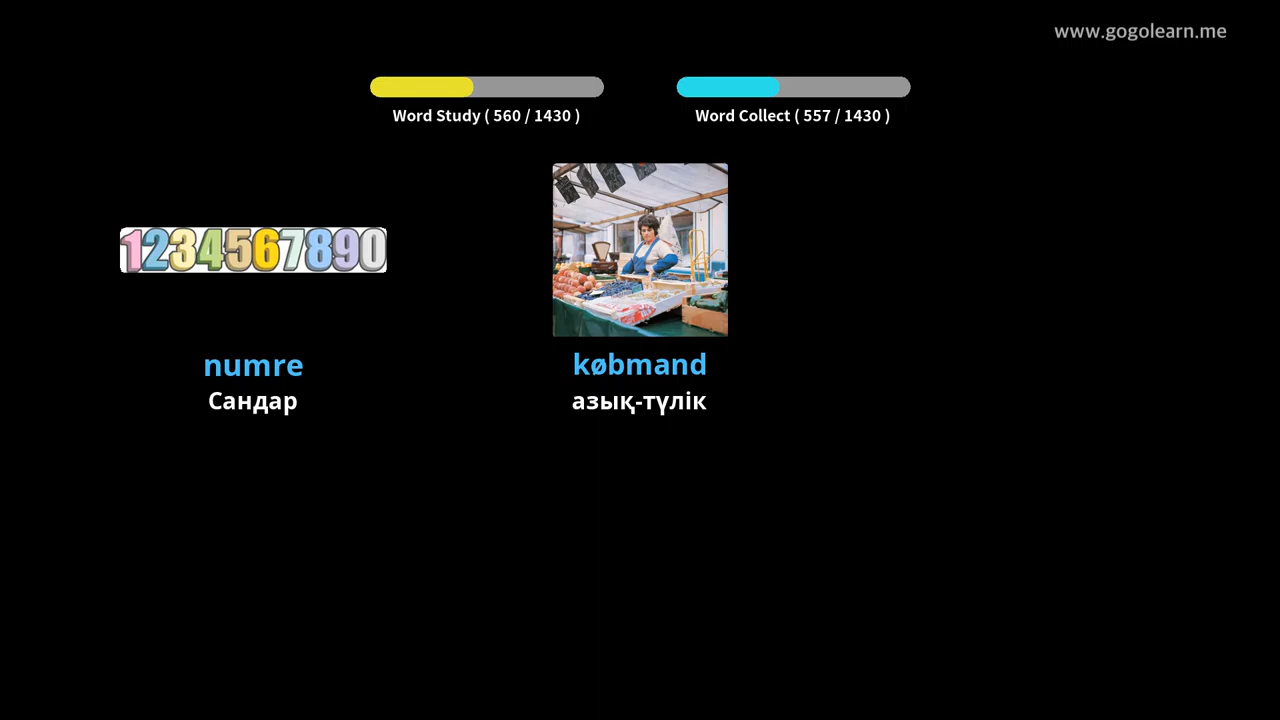 www.gogolearn.me
Word Study ( 560 / 1430 )
Word Collect ( 557 / 1430 )
1234567890
numre
Сандар
købmand
азық-түлік